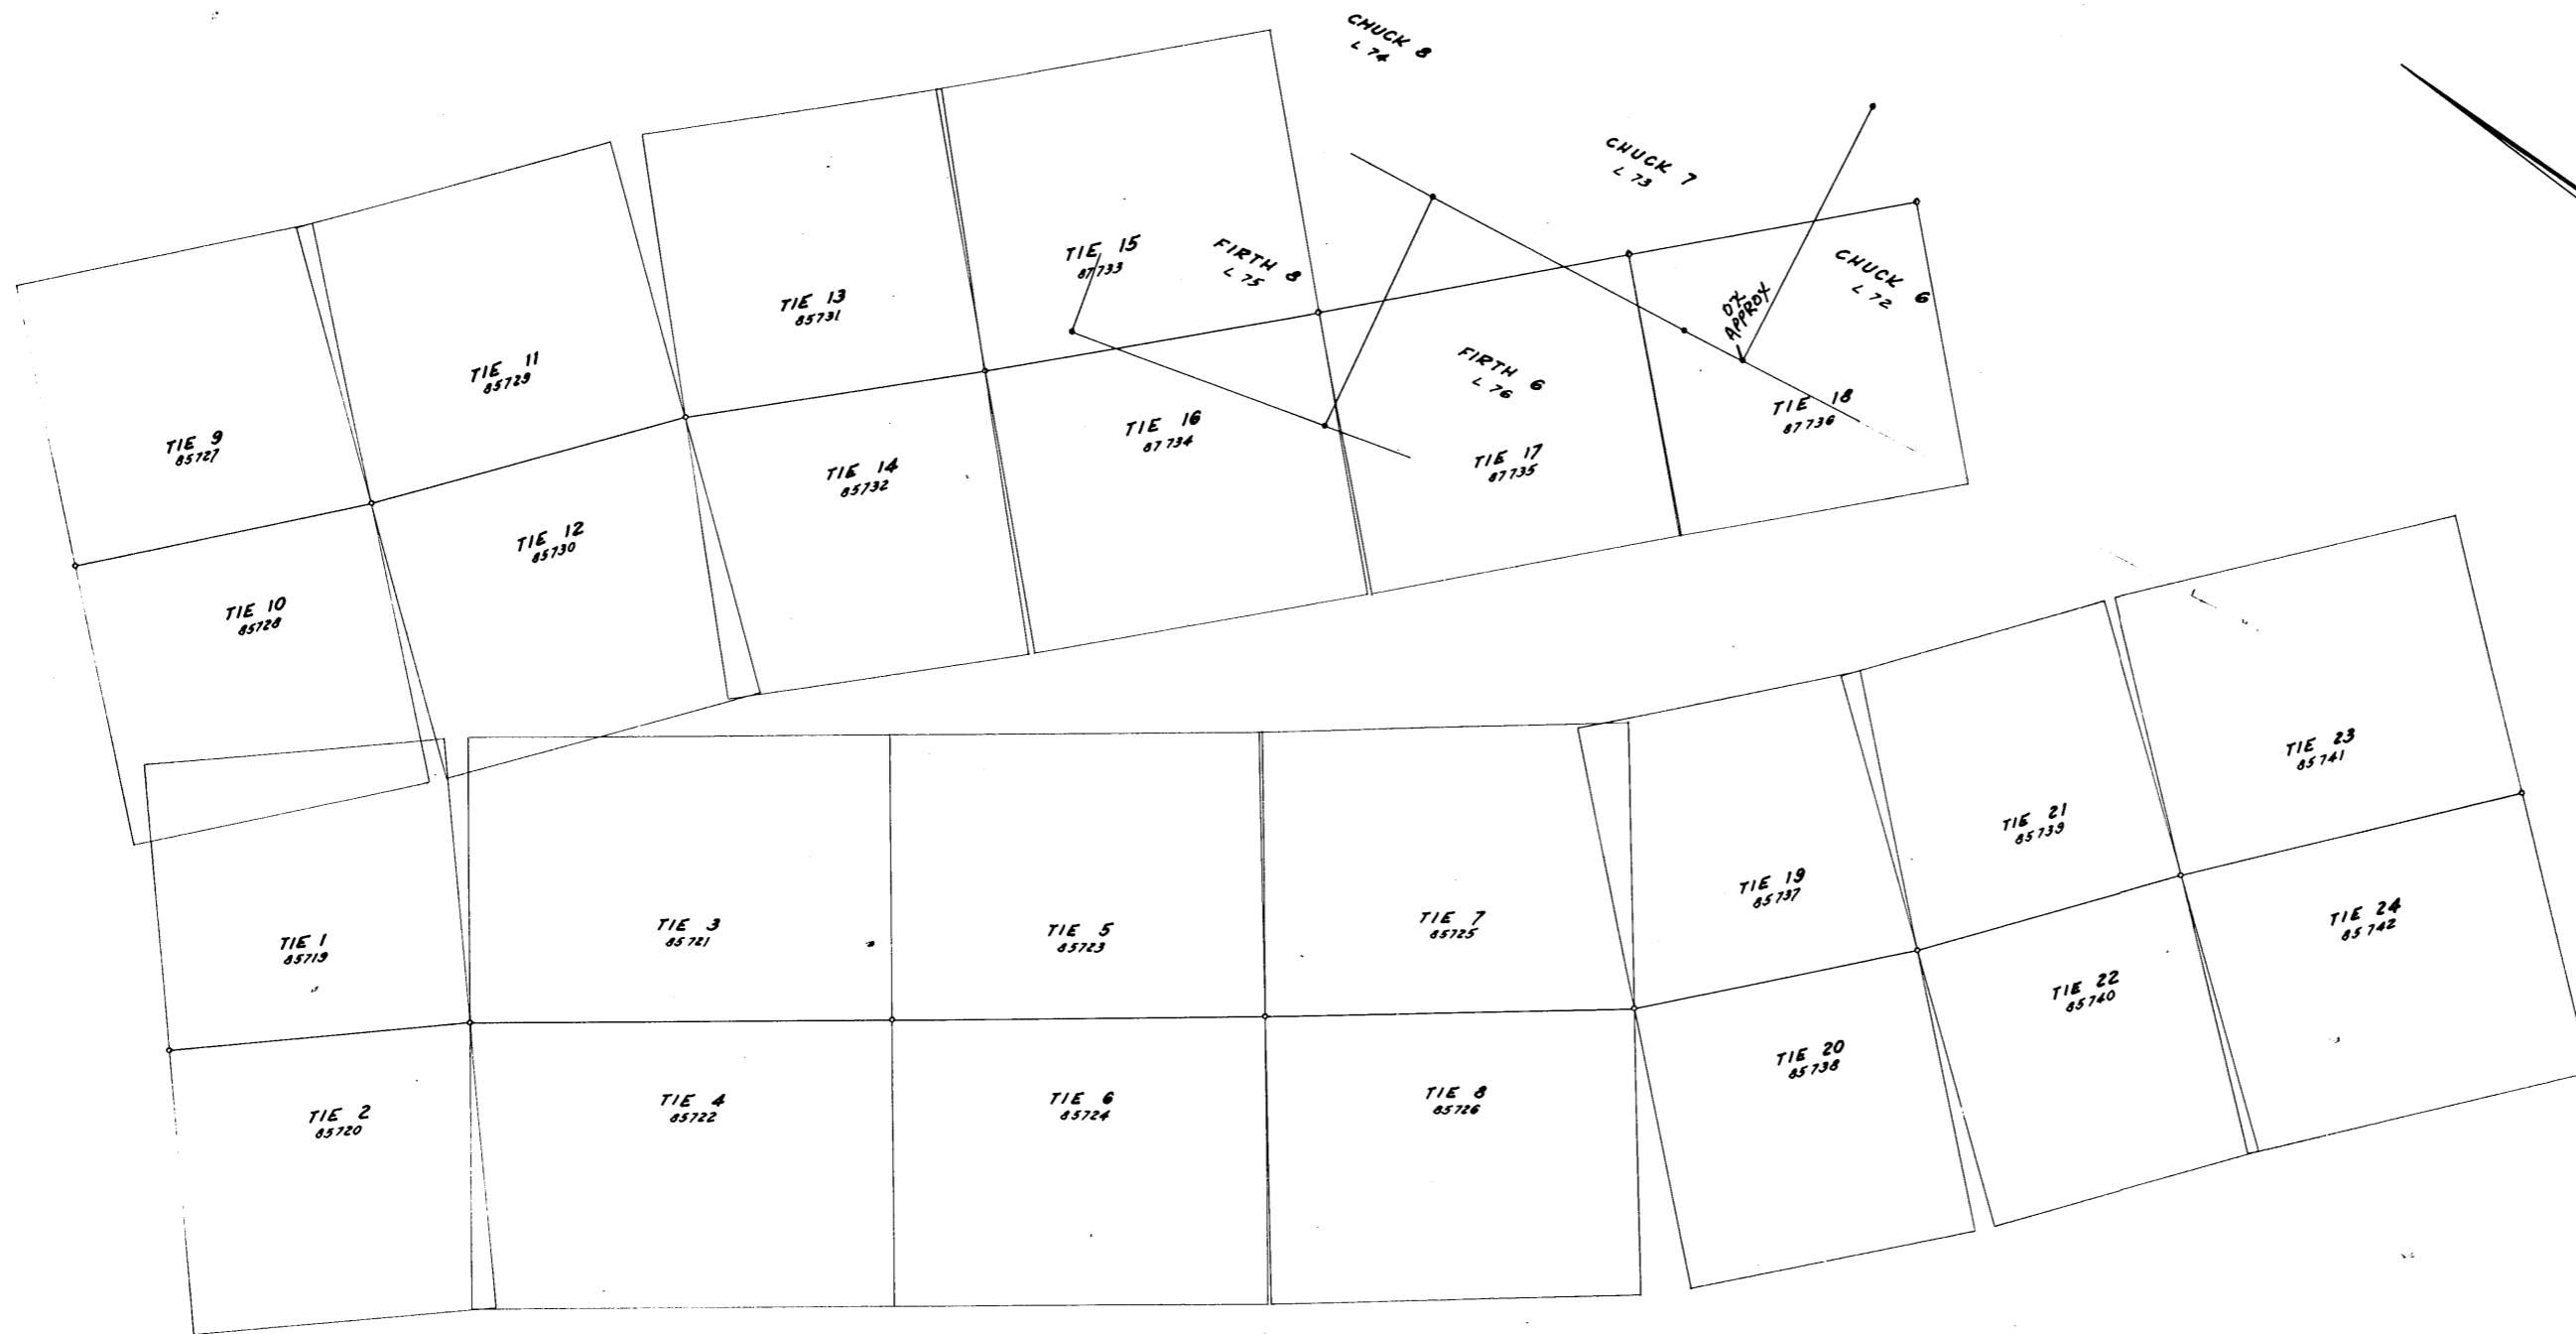 CHUCK 8
L 74
CHUCK 7
L 73
TIE 15
87733
FIRTH 8
L 75
CHUCK 6
L 72
TIE 13
85731
OX
APPROX
TIE 11
85729
FIRTH 6
L 76
TIE 18
87736
TIE 9
85727
TIE 16
87734
TIE 17
87735
TIE 14
85732
TIE 12
85730
TIE 10
85728
TIE 23
85741
TIE 21
85739
TIE 19
85737
TIE 1
85719
TIE 3
85721
TIE 5
85723
TIE 7
85725
TIE 24
85742
TIE 22
85740
TIE 20
85738
TIE 2
85720
TIE 4
85722
TIE 6
85724
TIE 8
85726